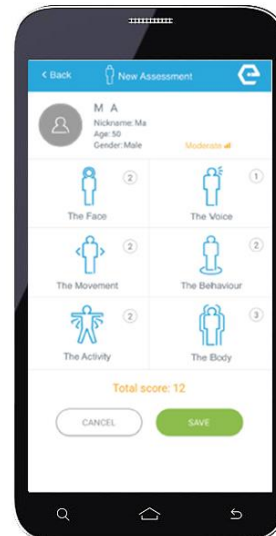 < Back New Assessment
M A
Nickname: Ma
Age: 50
Gender: Male Moderate
2 1
The Face The Voice
2 2
The Movement The Behaviour
2 3
The Activity The Body
Total score: 12
CANCEL SAVE